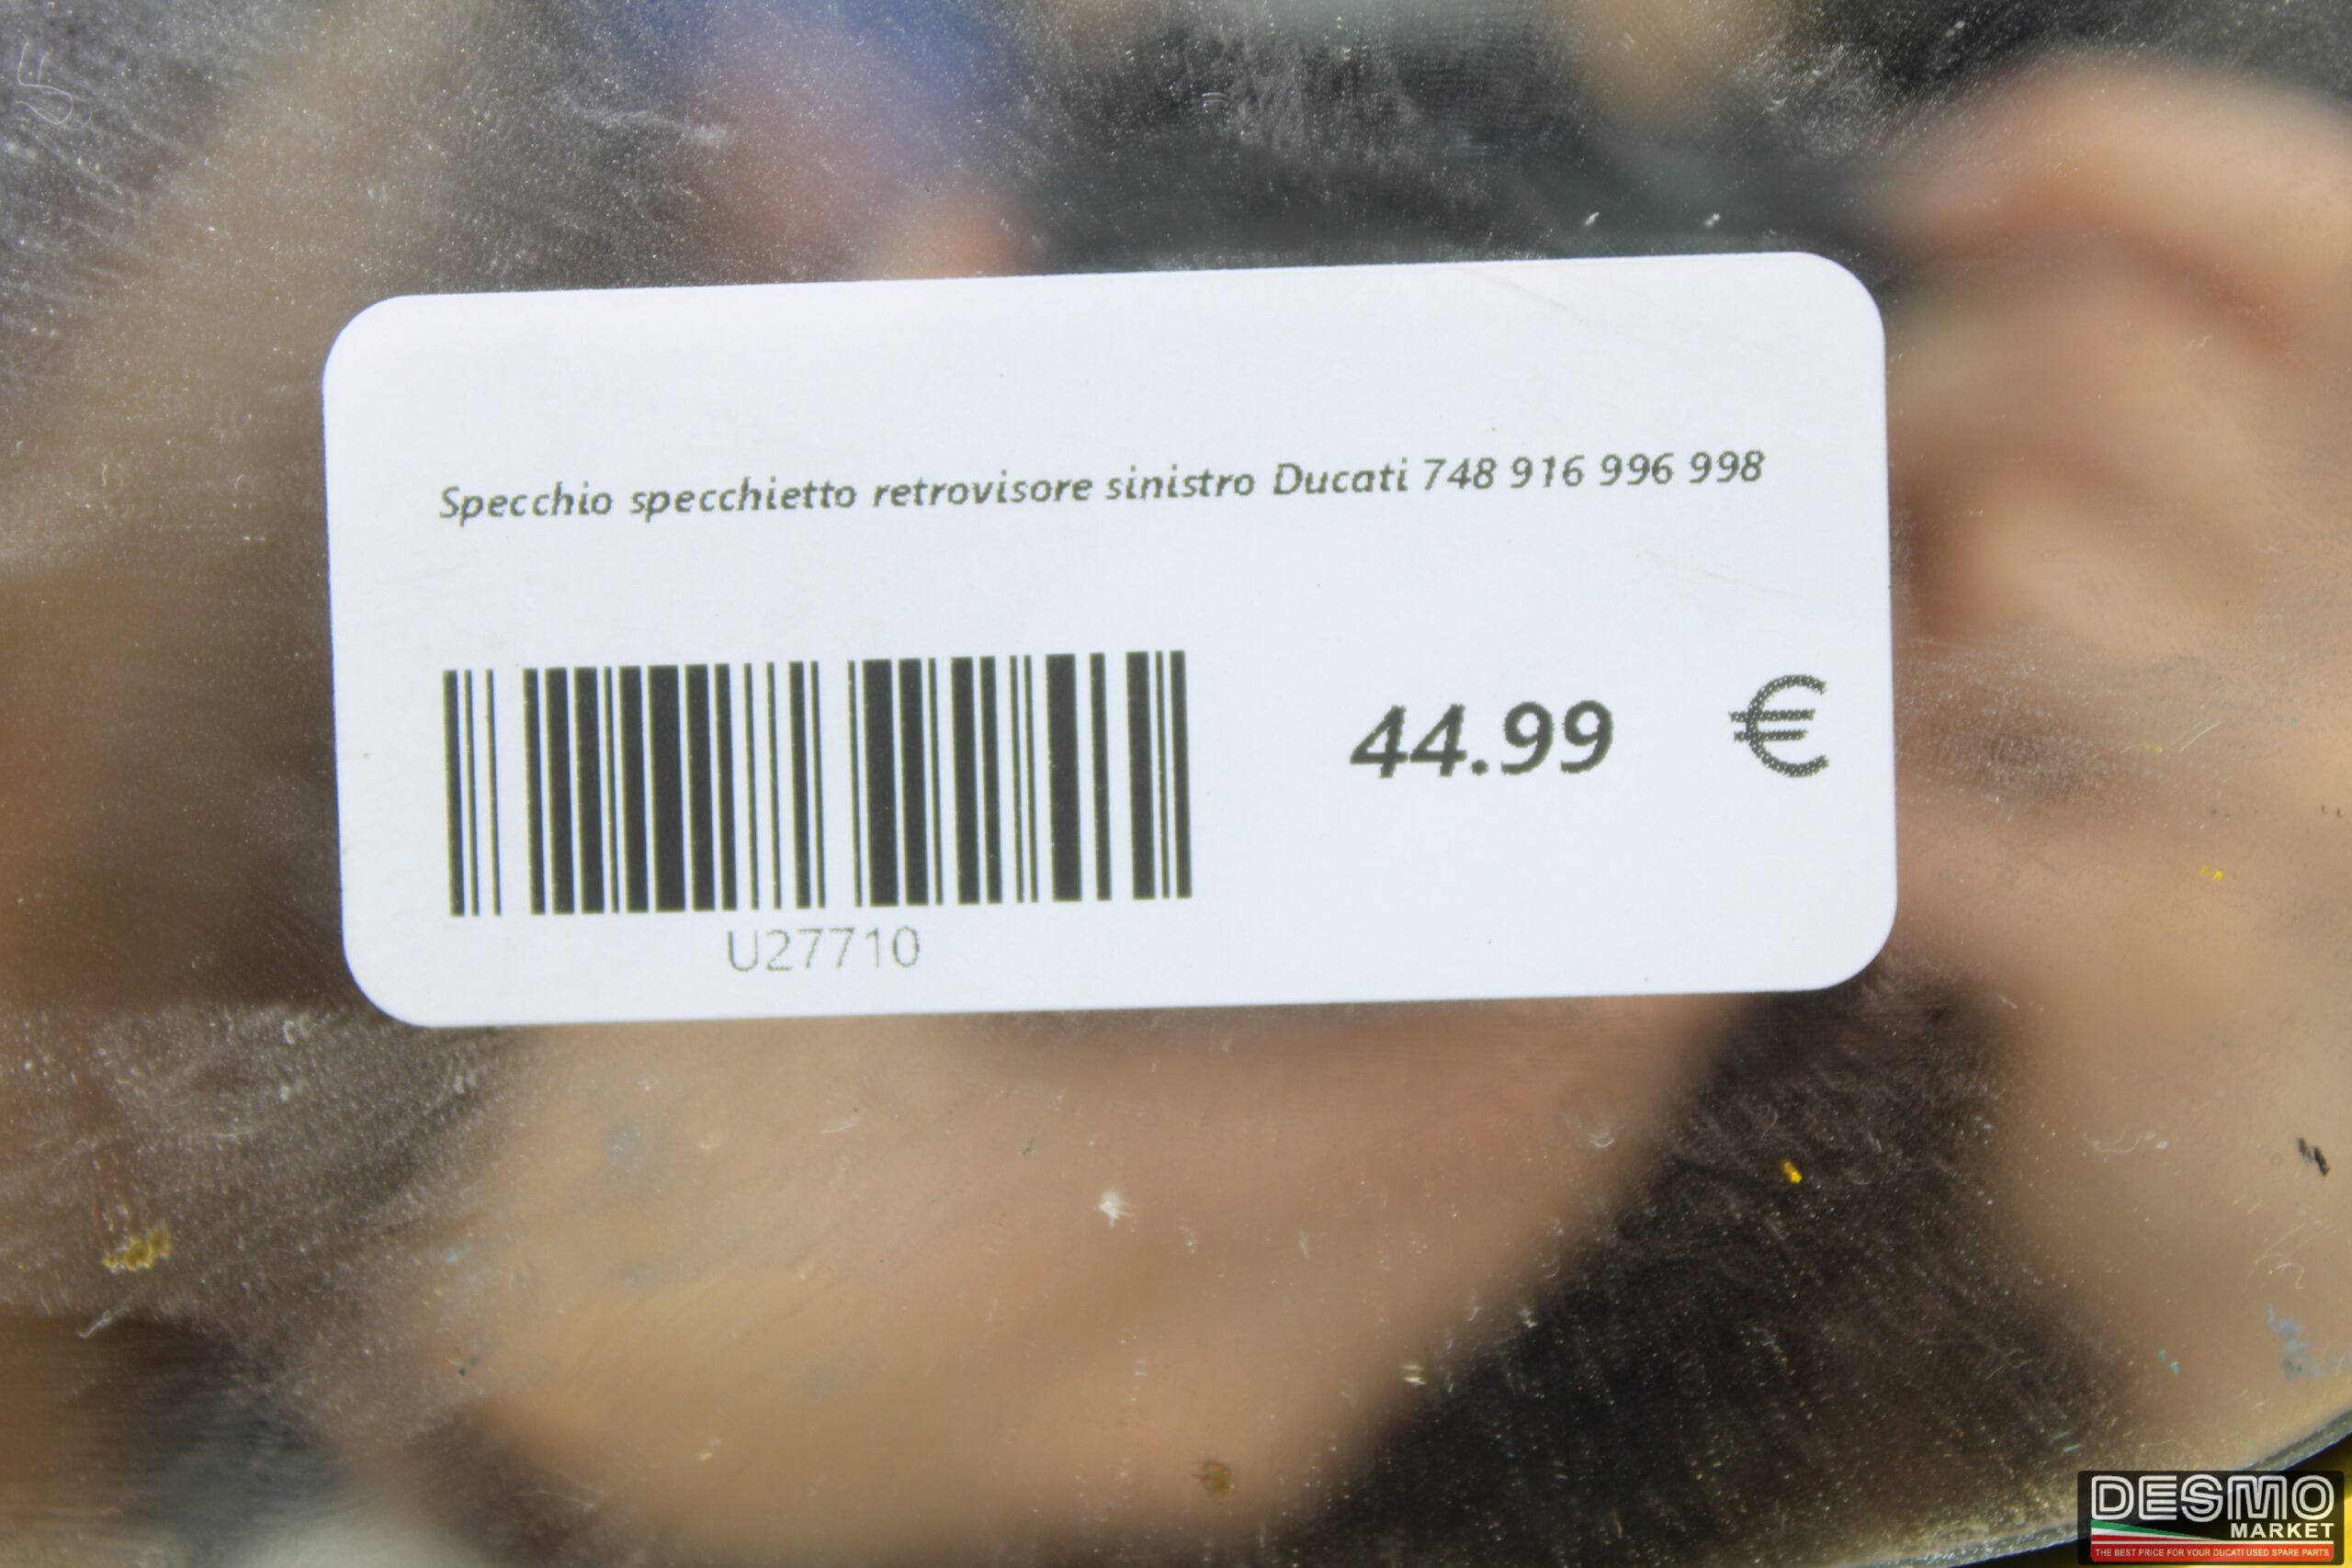 Specchio specchietto retrovisore sinistro Ducati 748 916 996 998
44.99 €
U27710
DESMO
MARKET
THE BEST PRICE FOR YOUR DUCATI USED SPARE PARTS